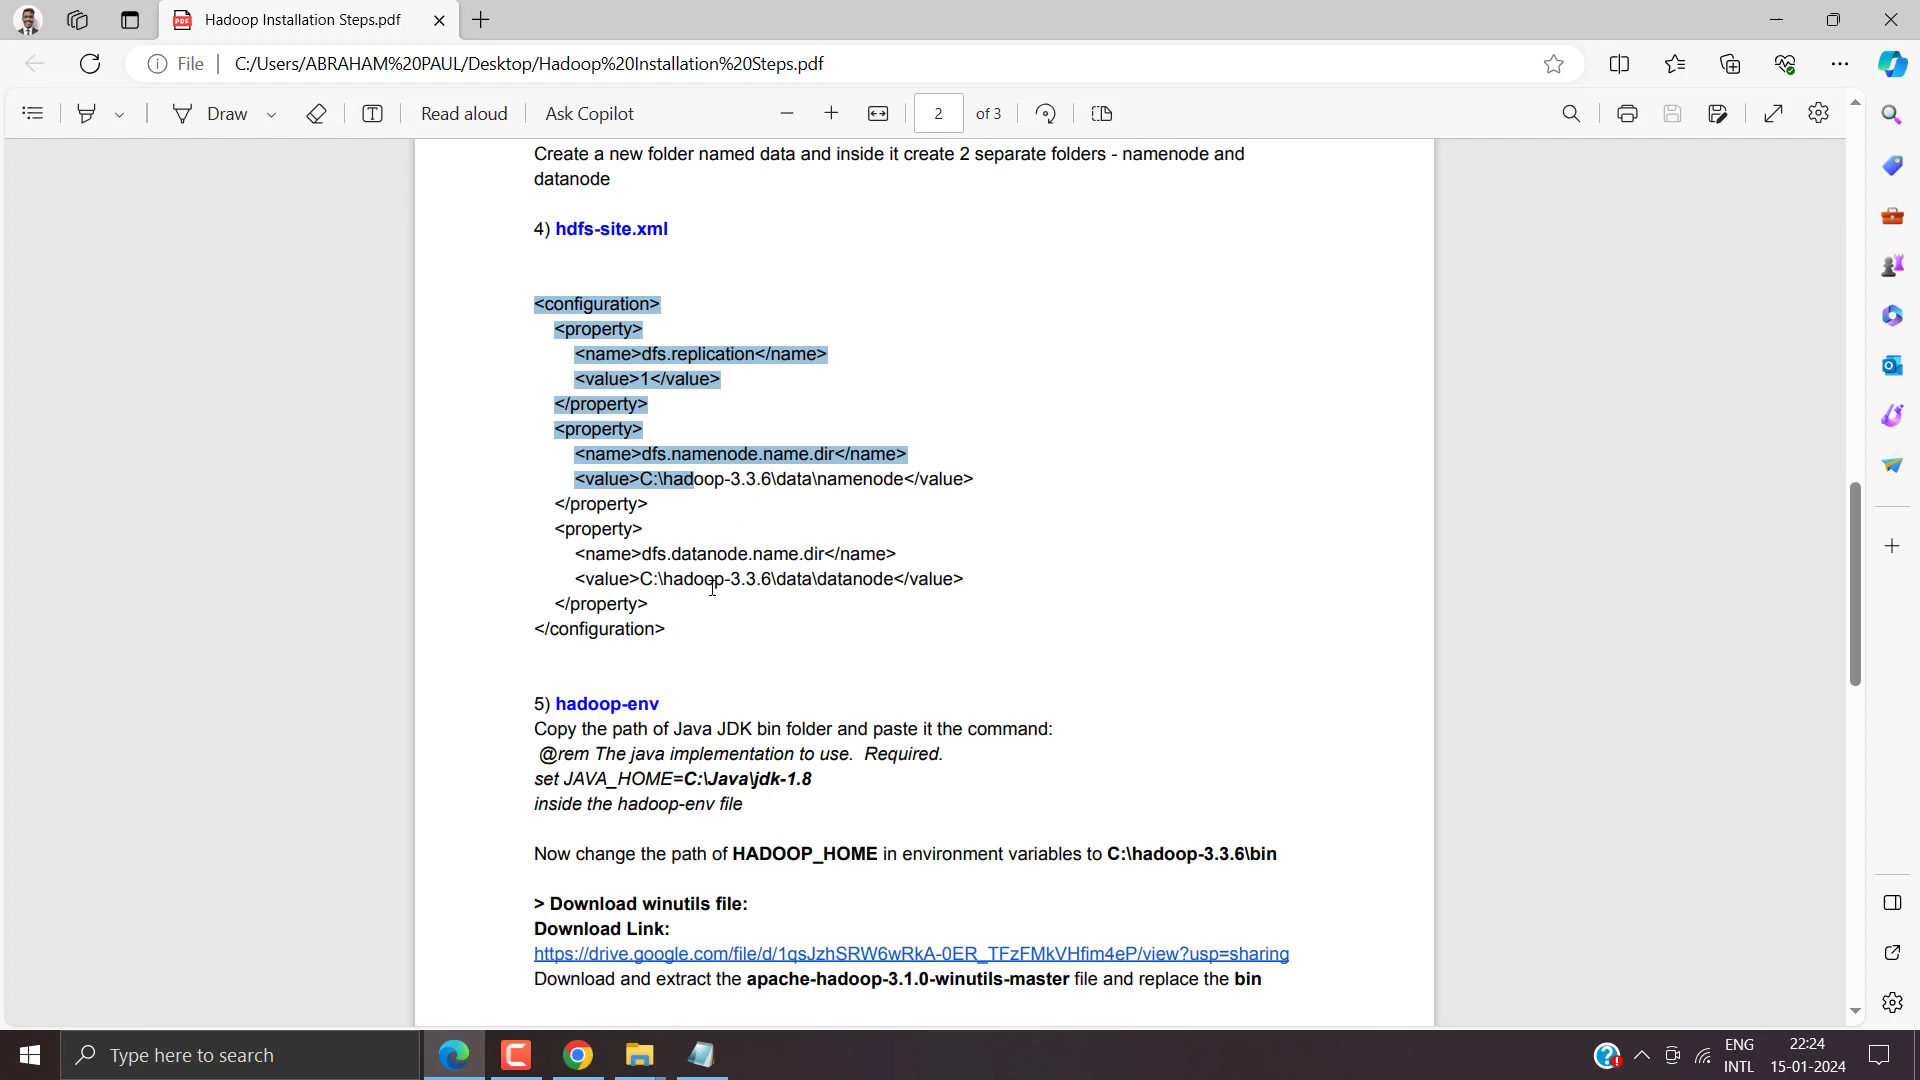 Hadoop Installation Steps.pdf
File
C:/Users/ABRAHAM%20PAUL/Desktop/Hadoop%20Installation%20Steps.pdf
Draw
Read aloud
Ask Copilot
2
of 3
Create a new folder named data and inside it create 2 separate folders - namenode and
datanode
4) hdfs-site.xml
<configuration>
<property>
<name>dfs.replication</name>
<value>1</value>
</property>
<property>
<name>dfs.namenode.name.dir</name>
<value>C:\hadoop-3.3.6\data\namenode</value>
</property>
<property>
<name>dfs.datanode.name.dir</name>
<value>C:\hadoop-3.3.6\data\datanode</value>
</property>
</configuration>
5) hadoop-env
Copy the path of Java JDK bin folder and paste it the command:
@rem The java implementation to use.  Required.
set JAVA_HOME=C:\Java\jdk-1.8
inside the hadoop-env file
Now change the path of HADOOP_HOME in environment variables to C:\hadoop-3.3.6\bin
> Download winutils file:
Download Link:
https://drive.google.com/file/d/1qsJzhSRW6wRkA-0ER_TFzFMkVHfim4eP/view?usp=sharing
Download and extract the apache-hadoop-3.1.0-winutils-master file and replace the bin
Type here to search
ENG
INTL
22:24
15-01-2024